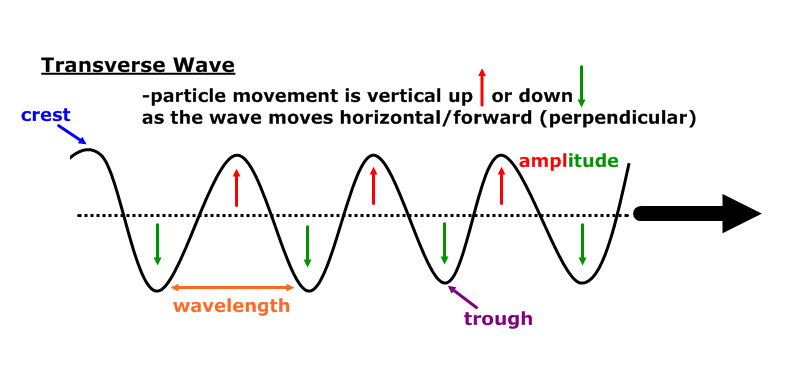 Transverse Wave
-particle movement is vertical up or down
as the wave moves horizontal/forward (perpendicular)
crest
amplitude
wavelength
trough